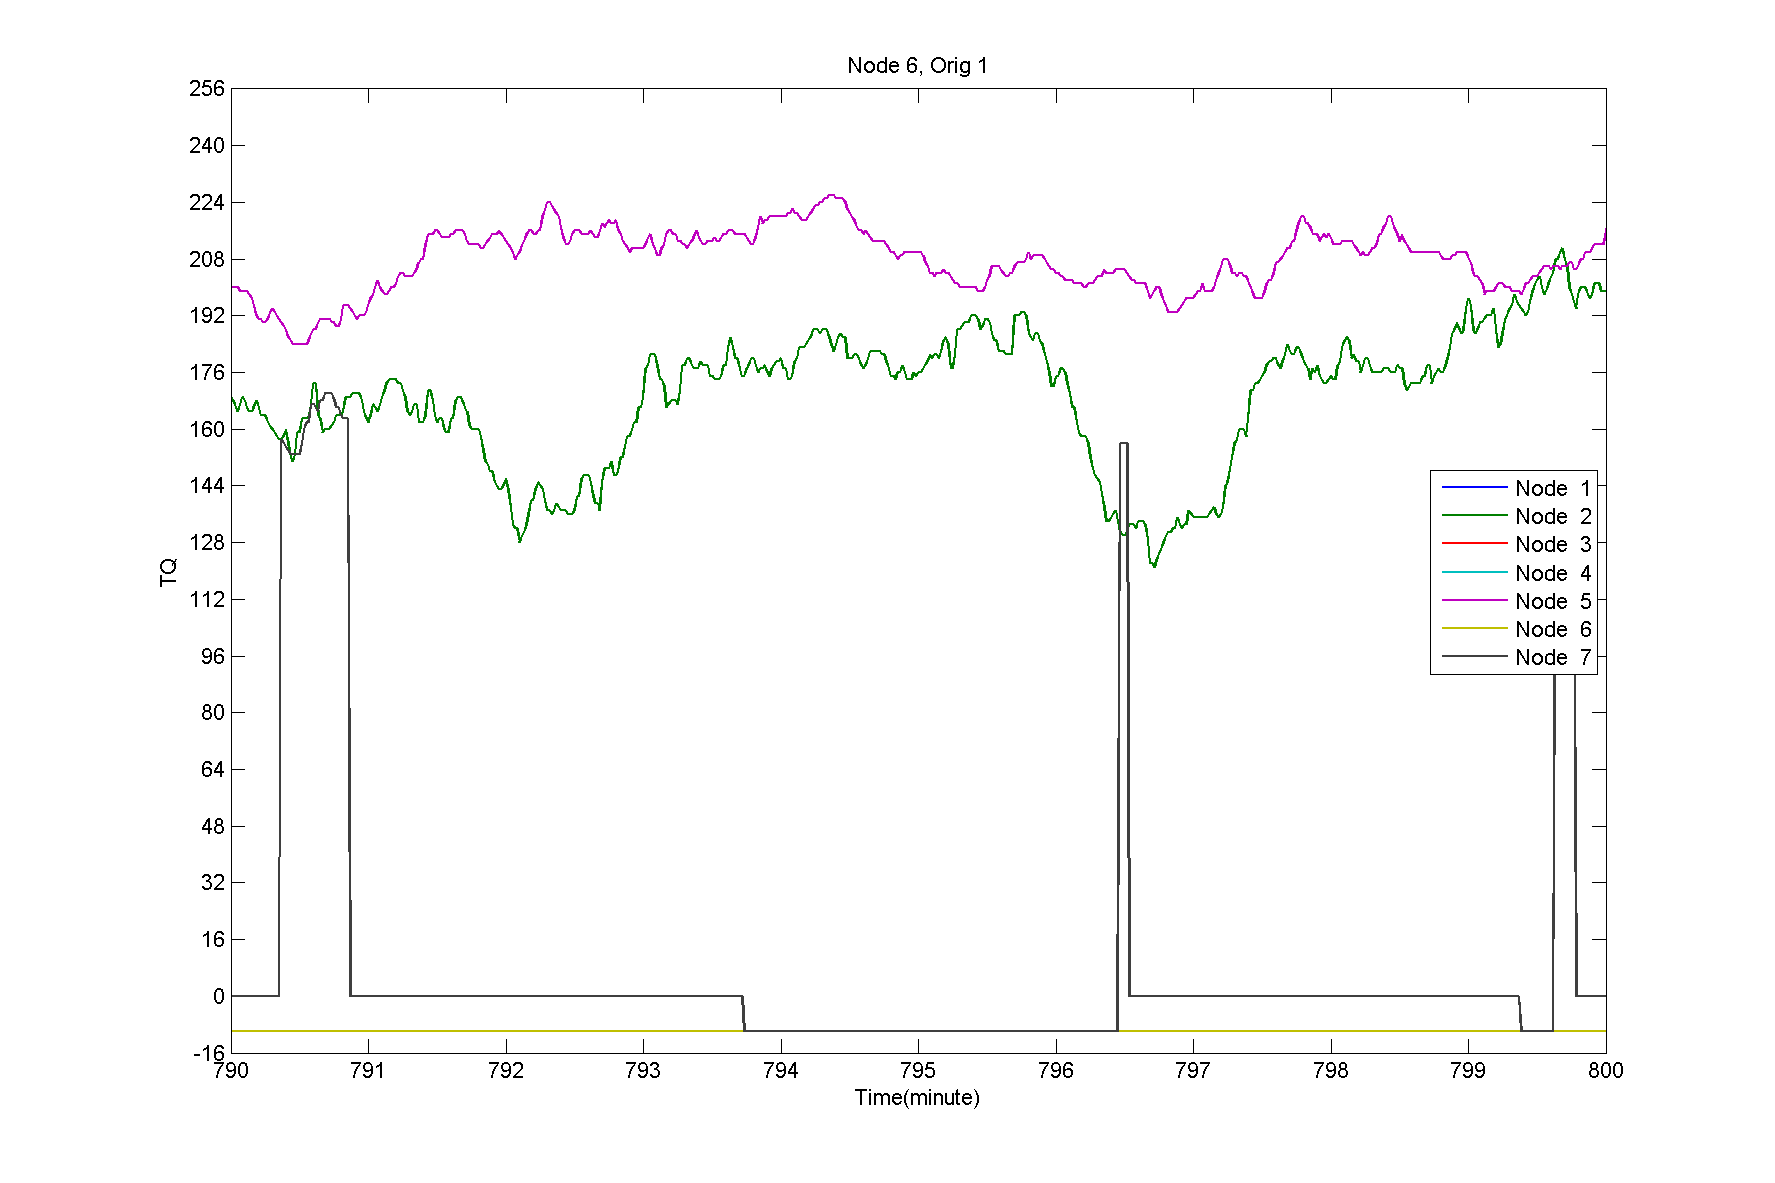 Node 6, Orig 1
256
240
224
208
192
176
160
144
128
112
96
80
64
48
32
16
0
-16
TQ
Node 1
Node 2
Node 3
Node 4
Node 5
Node 6
Node 7
790 791 792 793 794 795 796 797 798 799 800
Time(minute)